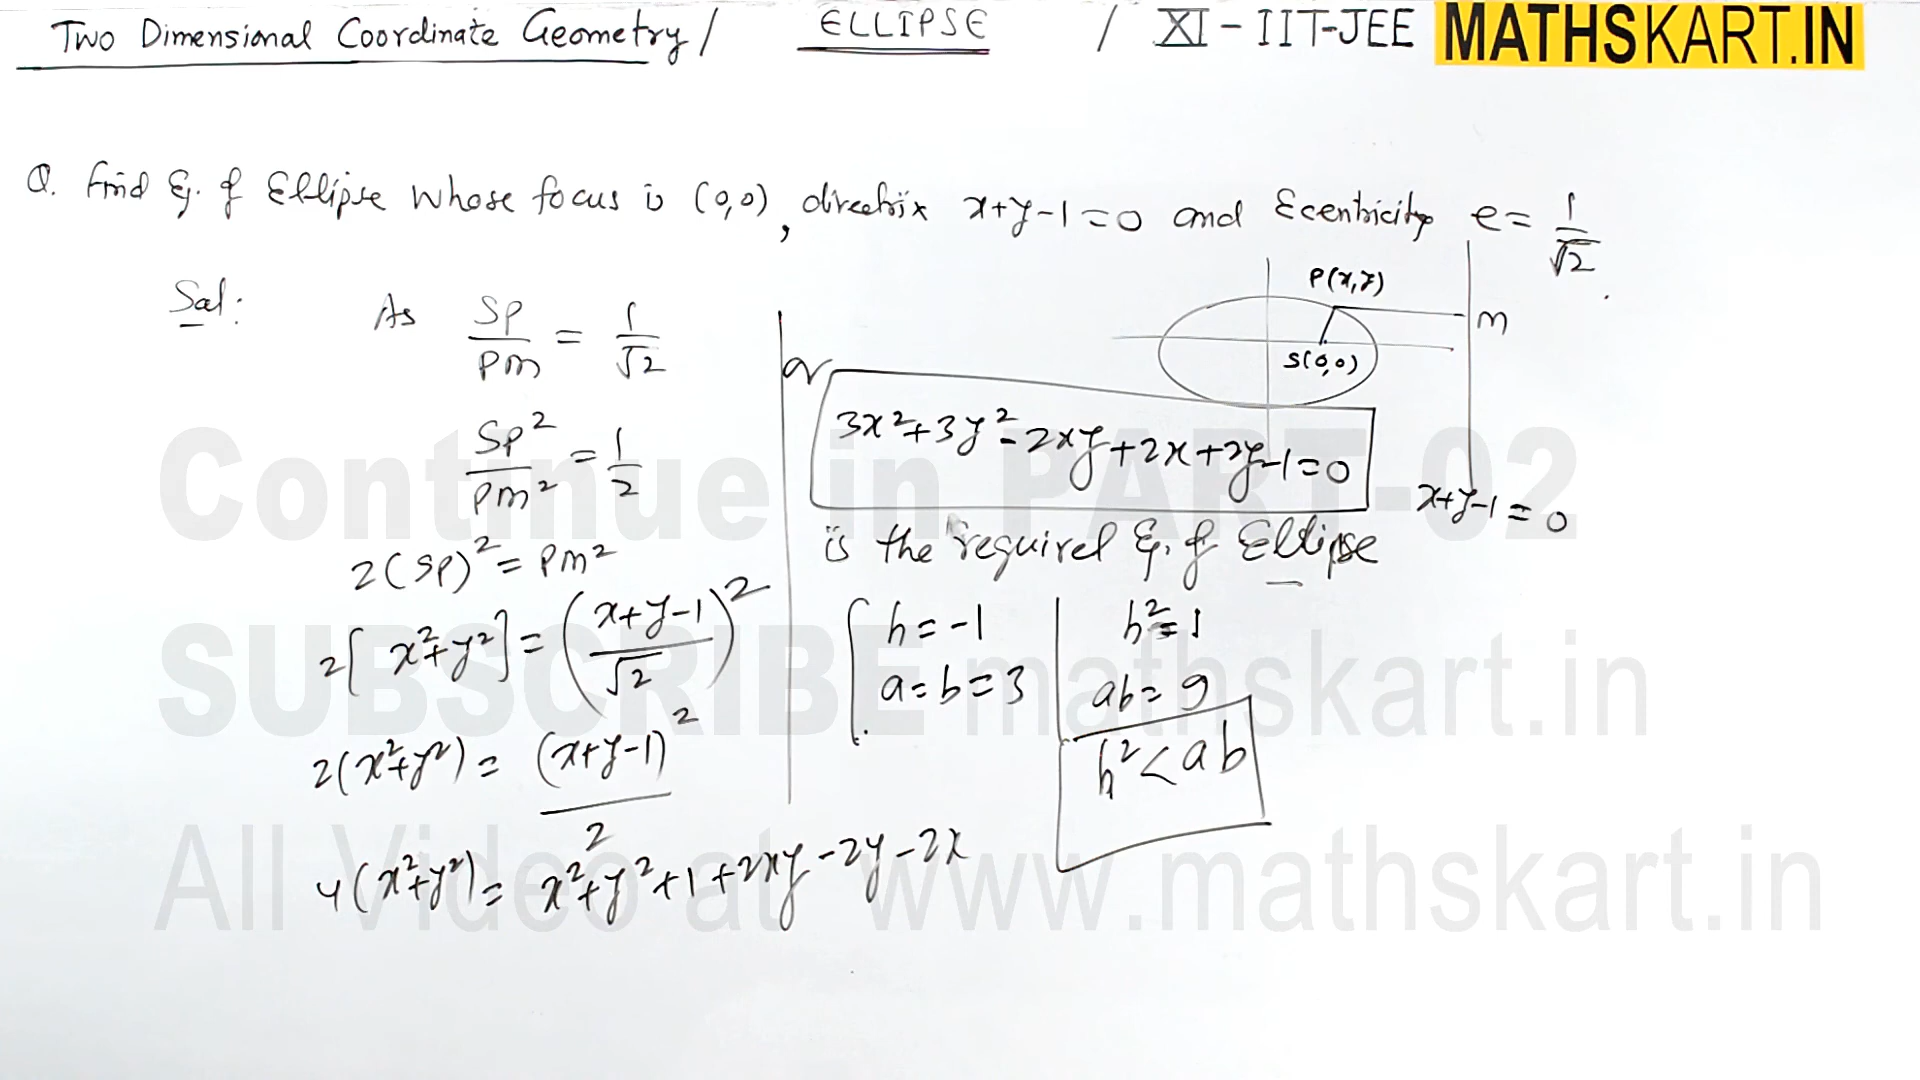 Two Dimensional Coordinate Geometry / ELLIPSE / XI - IIT-JEE MATHSKART.IN
Q. Find Eq. of Ellipse whose focus is (0,0), directrix x+y-1=0 and Ecentricity e = 1/√2.
Sol: As SP/PM = 1/√2
SP²/PM² = 1/2
2(SP)² = PM²
2[x²+y²] = ((x+y-1)/√2)²
2(x²+y²) = (x+y-1)²/2
4(x²+y²) = x²+y²+1+2xy-2y-2x
P(x,y)
M
S(0,0)
x+y-1=0
or
3x²+3y²-2xy+2x+2y-1=0
is the required Eq. of Ellipse
h = -1
a = b = 3
h² = 1
ab = 9
h² < ab
Continue in PART-02
SUBSCRIBE mathskart.in
All Video at www.mathskart.in